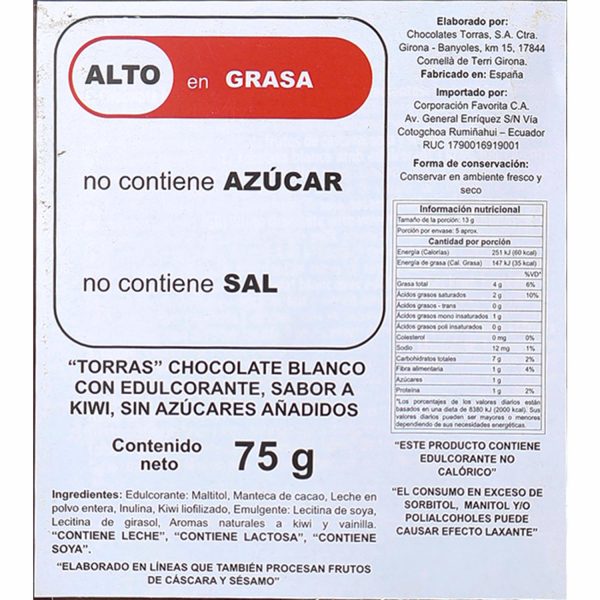 ALTO en GRASA
no contiene AZÚCAR
no contiene SAL
"TORRAS" CHOCOLATE BLANCO
CON EDULCORANTE, SABOR A
KIWI, SIN AZÚCARES AÑADIDOS
Contenido
neto 75 g
Ingredientes: Edulcorante: Maltitol, Manteca de cacao, Leche en
polvo entera, Inulina, Kiwi liofilizado, Emulgente: Lecitina de soya,
Lecitina de girasol, Aromas naturales a kiwi y vainilla.
"CONTIENE LECHE", "CONTIENE LACTOSA", "CONTIENE
SOYA".
"ELABORADO EN LÍNEAS QUE TAMBIÉN PROCESAN FRUTOS
DE CÁSCARA Y SÉSAMO"
Elaborado por:
Chocolates Torras, S.A. Ctra.
Girona - Banyoles, km 15, 17844
Cornellà de Terri Girona.
Fabricado en: España
Importado por:
Corporación Favorita C.A.
Av. General Enríquez S/N Vía
Cotogchoa Rumiñahui – Ecuador
RUC 1790016919001
Forma de conservación:
Conservar en ambiente fresco y
seco
Información nutricional
Tamaño de la porción: 13 g
Porción por envase: 5 aprox.
Cantidad por porción
Energía (Calorías) 251 kJ (60 kcal)
Energía de grasa (Cal. Grasa) 147 kJ (35 kcal)
%VD*
Grasa total 4 g 6%
Ácidos grasos saturados 2 g 10%
Ácidos grasos - trans 0 g
Ácidos grasos mono insaturados 1 g
Ácidos grasos poli insaturados 0 g
Colesterol 0 mg 0%
Sodio 12 mg 1%
Carbohidratos totales 7 g 2%
Fibra alimentaria 1 g 4%
Azúcares 1 g
Proteína 1 g 2%
*Los porcentajes de los valores diarios están
basados en una dieta de 8380 kJ (2000 kcal). Sus
valores diarios pueden ser mayores o menores
dependiendo de sus necesidades energéticas.
"ESTE PRODUCTO CONTIENE
EDULCORANTE NO
CALÓRICO"
"EL CONSUMO EN EXCESO DE
SORBITOL, MANITOL Y/O
POLIALCOHOLES PUEDE
CAUSAR EFECTO LAXANTE"